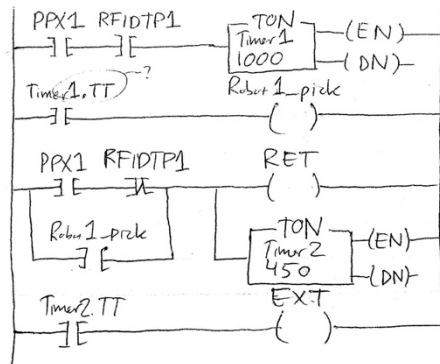 PPX1 RFIDTP1
TON
Timer1
1000
(EN)
(DN)
Timer1.TT ?
Robot1_pick
PPX1 RFIDTP1
RET
Robot1_pick
TON
Timer2
450
(EN)
(DN)
Timer2.TT
EXT